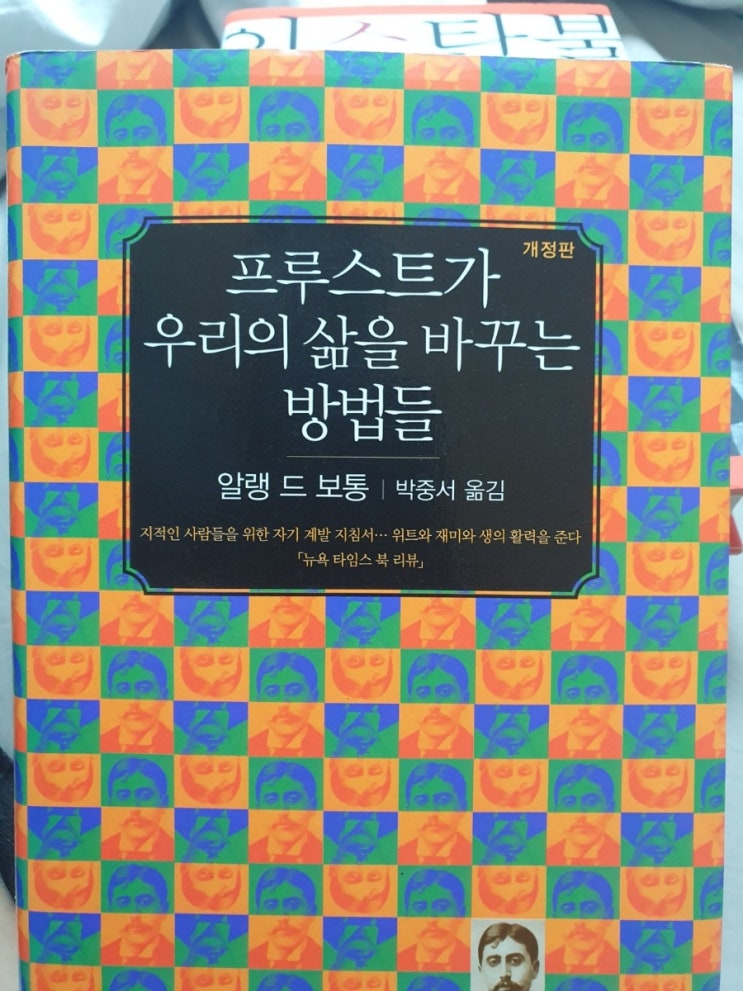 개정판
프루스트가
우리의 삶을 바꾸는
방법들
알랭 드 보통 | 박중서 옮김
지적인 사람들을 위한 자기 계발 지침서… 위트와 재미와 생의 활력을 준다
「뉴욕 타임스 북 리뷰」